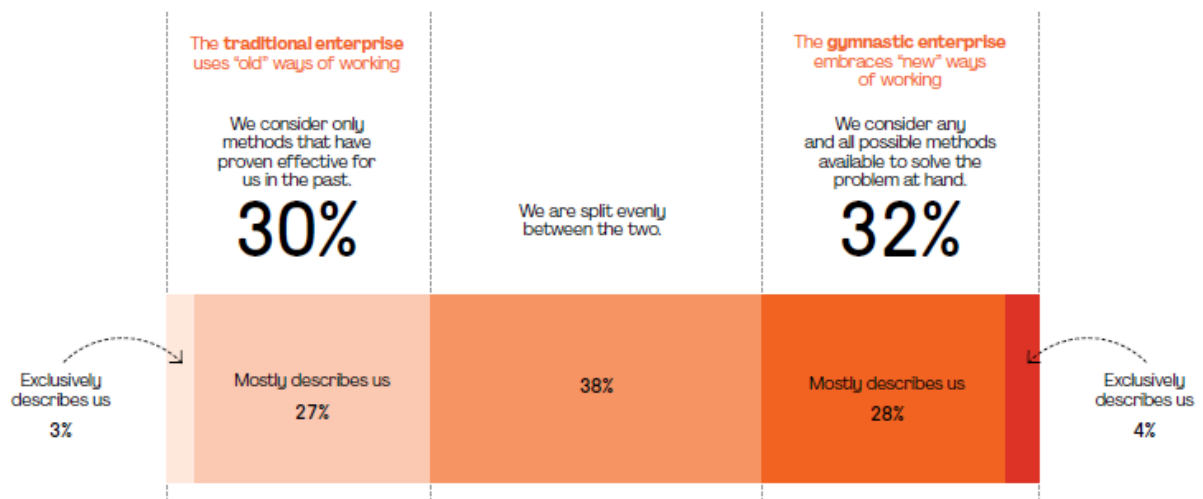 The traditional enterprise
uses “old” ways of working
We consider only
methods that have
proven effective for
us in the past.
30%
We are split evenly
between the two.
The gymnastic enterprise
embraces “new” ways
of working
We consider any
and all possible methods
available to solve the
problem at hand.
32%
Exclusively
describes us
3%
Mostly describes us
27%
38%
Mostly describes us
28%
Exclusively
describes us
4%